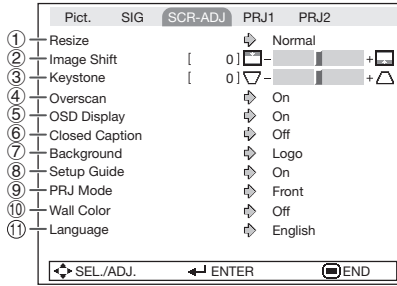 Pict. SIG SCR-ADJ PRJ1 PRJ2
① Resize Normal
② Image Shift [ 0 ] − +
③ Keystone [ 0 ] − +
④ Overscan On
⑤ OSD Display On
⑥ Closed Caption Off
⑦ Background Logo
⑧ Setup Guide On
⑨ PRJ Mode Front
⑩ Wall Color Off
⑪ Language English
SEL./ADJ. ENTER END